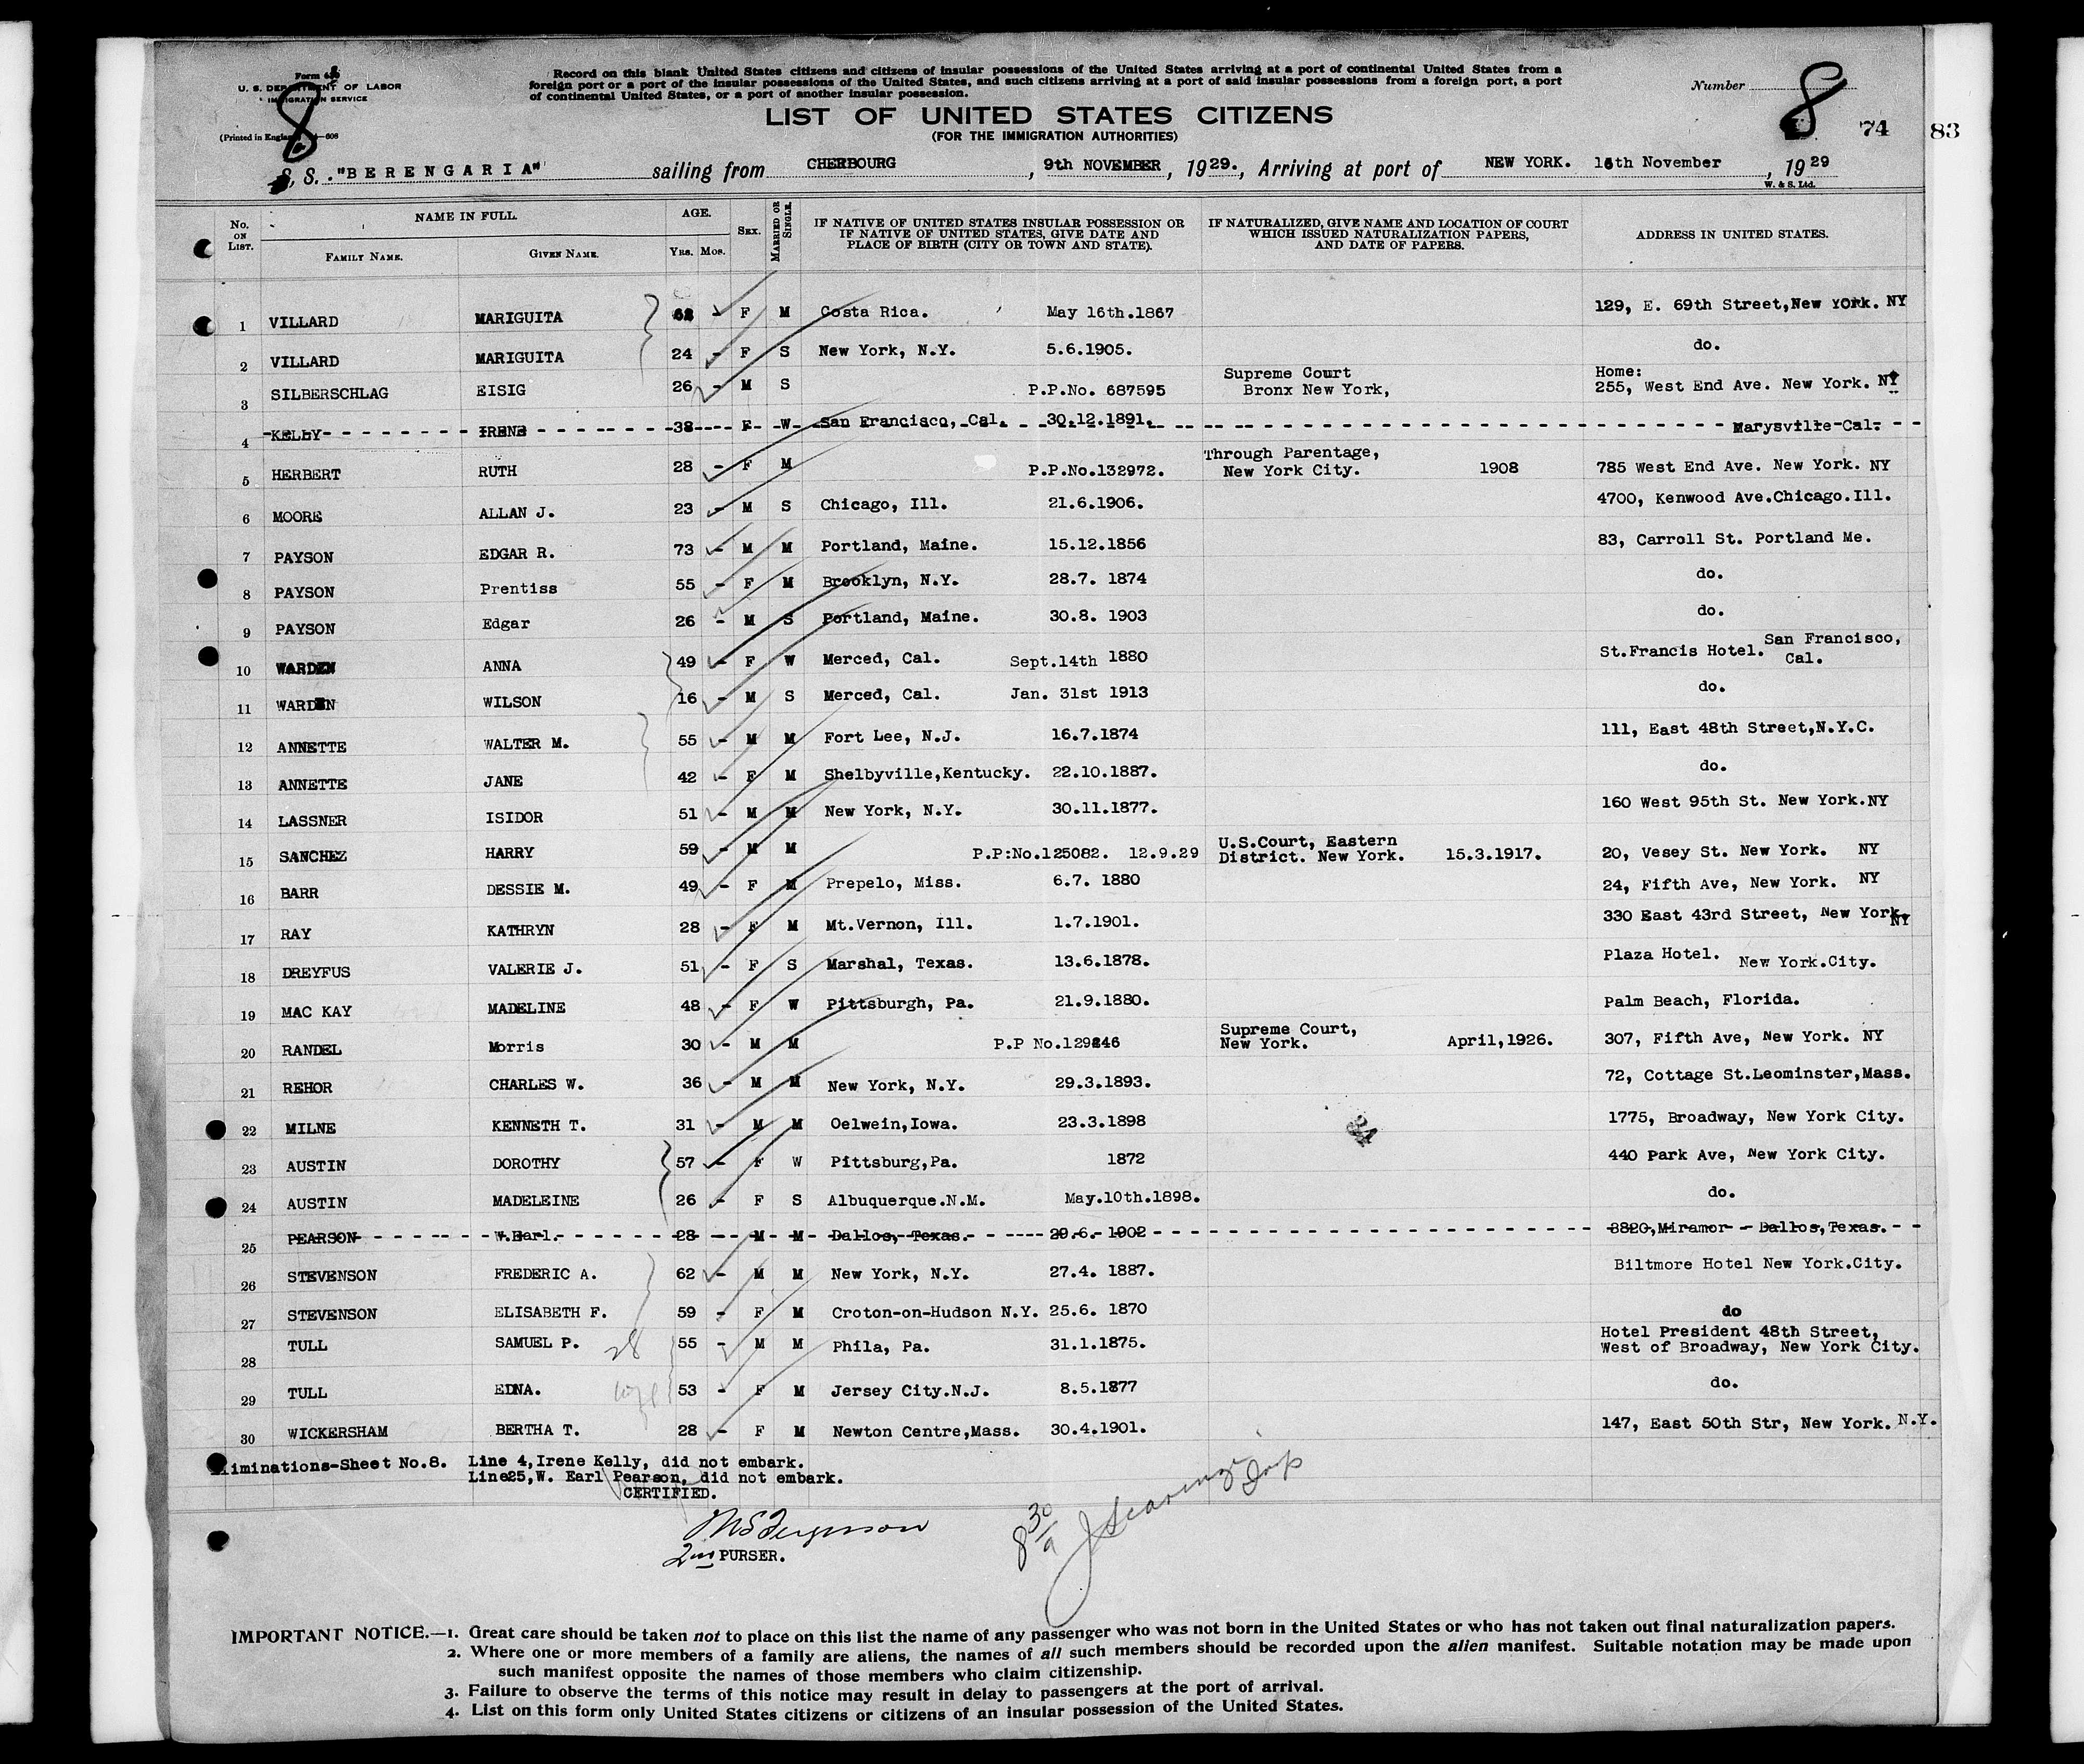 Form 630
U. S. DEPARTMENT OF LABOR
IMMIGRATION SERVICE
(Printed in England) —606
8
Record on this blank United States citizens and citizens of insular possessions of the United States arriving at a port of continental United States from a
foreign port or a port of the insular possessions of the United States, and such citizens arriving at a port of said insular possessions from a foreign port, a port
of continental United States, or a port of another insular possession.
Number 8 74 83
LIST OF UNITED STATES CITIZENS
(FOR THE IMMIGRATION AUTHORITIES)
S. S. "BERENGARIA" sailing from CHERBOURG, 9th NOVEMBER, 1929., Arriving at port of NEW YORK. 15th November, 1929
W. & S. Ltd.
No. ON LIST. NAME IN FULL. FAMILY NAME. GIVEN NAME. AGE. YRS. MOS. SEX. MARRIED OR SINGLE. IF NATIVE OF UNITED STATES INSULAR POSSESSION OR IF NATIVE OF UNITED STATES, GIVE DATE AND PLACE OF BIRTH (CITY OR TOWN AND STATE). IF NATURALIZED, GIVE NAME AND LOCATION OF COURT WHICH ISSUED NATURALIZATION PAPERS, AND DATE OF PAPERS. ADDRESS IN UNITED STATES.
1 VILLARD MARIGUITA 62 - F M Costa Rica. May 16th.1867 129, E. 69th Street,New YORK. NY
2 VILLARD MARIGUITA 24 - F S New York, N.Y. 5.6.1905. do.
3 SILBERSCHLAG EISIG 26 - M S P.P.No. 687595 Supreme Court Bronx New York, Home: 255, West End Ave. New York. NY
4 KELLY IRENE 38 F W San Francisco, Cal. 30.12.1891. Marysville-Cal.
5 HERBERT RUTH 28 - F M P.P.No.132972. Through Parentage, New York City. 1908 785 West End Ave. New York. NY
6 MOORE ALLAN J. 23 - M S Chicago, Ill. 21.6.1906. 4700, Kenwood Ave.Chicago.Ill.
7 PAYSON EDGAR R. 73 - M M Portland, Maine. 15.12.1856 83, Carroll St. Portland Me.
8 PAYSON Prentiss 55 - F M Brooklyn, N.Y. 28.7. 1874 do.
9 PAYSON Edgar 26 - M S Portland, Maine. 30.8. 1903 do.
10 WARDEN ANNA 49 - F W Merced, Cal. Sept.14th 1880 St.Francis Hotel. San Francisco, Cal.
11 WARDEN WILSON 16 - M S Merced, Cal. Jan. 31st 1913 do.
12 ANNETTE WALTER M. 55 - M M Fort Lee, N.J. 16.7.1874 111, East 48th Street,N.Y.C.
13 ANNETTE JANE 42 - F M Shelbyville,Kentucky. 22.10.1887. do.
14 LASSNER ISIDOR 51 - M M New York, N.Y. 30.11.1877. 160 West 95th St. New York.NY
15 SANCHEZ HARRY 59 - M M P.P:No.125082. 12.9.29 U.S.Court, Eastern District. New York. 15.3.1917. 20, Vesey St. New York. NY
16 BARR DESSIE M. 49 - F M Prepelo, Miss. 6.7. 1880 24, Fifth Ave, New York. NY
17 RAY KATHRYN 28 - F M Mt.Vernon, Ill. 1.7.1901. 330 East 43rd Street, New York. NY
18 DREYFUS VALERIE J. 51 - F S Marshal, Texas. 13.6.1878. Plaza Hotel. New York.City.
19 MAC KAY MADELINE 48 - F W Pittsburgh, Pa. 21.9.1880. Palm Beach, Florida.
20 RANDEL Morris 30 - M M P.P No.129846 Supreme Court, New York. April,1926. 307, Fifth Ave, New York. NY
21 REHOR CHARLES W. 36 - M M New York, N.Y. 29.3.1893. 72, Cottage St.Leominster,Mass.
22 MILNE KENNETH T. 31 - M M Oelwein,Iowa. 23.3.1898 34 1775, Broadway, New York City.
23 AUSTIN DOROTHY 57 - F W Pittsburg,Pa. 1872 440 Park Ave, New York City.
24 AUSTIN MADELEINE 26 - F S Albuquerque.N.M. May.10th.1898. do.
25 PEARSON W.Earl. 28 - M M Dallos, Texas. 29.6. 1902 3820,Miramor - Dallos,Texas.
26 STEVENSON FREDERIC A. 62 - M M New York, N.Y. 27.4. 1887. Biltmore Hotel New York.City.
27 STEVENSON ELISABETH F. 59 - F M Croton-on-Hudson N.Y. 25.6. 1870 do
28 TULL SAMUEL P. 28 55 - M M Phila, Pa. 31.1.1875. Hotel President 48th Street, West of Broadway, New York City.
29 TULL EDNA. 53 - F M Jersey City.N.J. 8.5.1877 do.
30 WICKERSHAM BERTHA T. 28 - F M Newton Centre,Mass. 30.4.1901. 147, East 50th Str, New York. N.Y.
Eliminations-Sheet No.8. Line 4,Irene Kelly, did not embark.
Line25,W. Earl Pearson, did not embark.
CERTIFIED.
2nd PURSER.
8 30/a
IMPORTANT NOTICE.—1. Great care should be taken not to place on this list the name of any passenger who was not born in the United States or who has not taken out final naturalization papers.
2. Where one or more members of a family are aliens, the names of all such members should be recorded upon the alien manifest. Suitable notation may be made upon
such manifest opposite the names of those members who claim citizenship.
3. Failure to observe the terms of this notice may result in delay to passengers at the port of arrival.
4. List on this form only United States citizens or citizens of an insular possession of the United States.